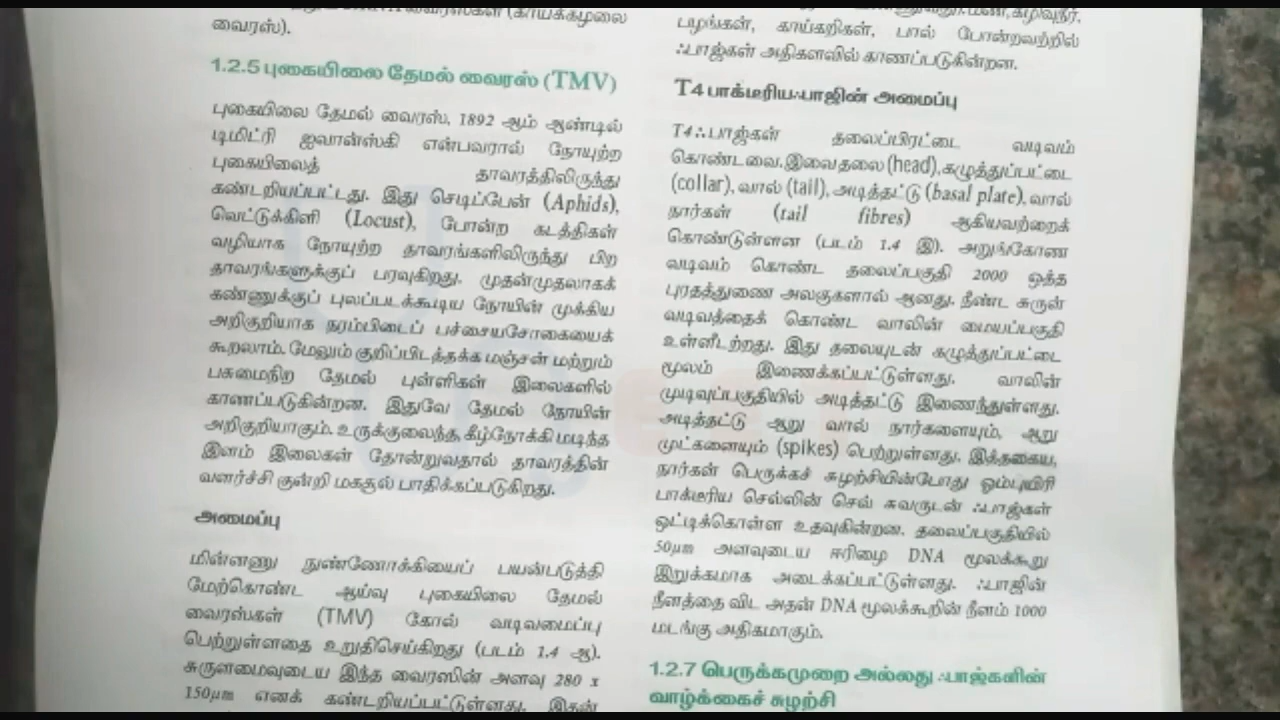 வைரஸ்கள் (காயக்கழலை
வைரஸ்).
1.2.5 புகையிலை தேமல் வைரஸ் (TMV)
புகையிலை தேமல் வைரஸ், 1892 ஆம் ஆண்டில்
டிமிட்ரி ஐவான்ஸ்கி என்பவரால் நோயுற்ற
புகையிலைத் தாவரத்திலிருந்து
கண்டறியப்பட்டது. இது செடிப்பேன் (Aphids),
வெட்டுக்கிளி (Locust), போன்ற கடத்திகள்
வழியாக நோயுற்ற தாவரங்களிலிருந்து பிற
தாவரங்களுக்குப் பரவுகிறது. முதன்முதலாகக்
கண்ணுக்குப் புலப்படக்கூடிய நோயின் முக்கிய
அறிகுறியாக நரம்பிடைப் பச்சையசோகையைக்
கூறலாம். மேலும் குறிப்பிடத்தக்க மஞ்சள் மற்றும்
பசுமைநிற தேமல் புள்ளிகள் இலைகளில்
காணப்படுகின்றன. இதுவே தேமல் நோயின்
அறிகுறியாகும். உருக்குலைந்த, கீழ்நோக்கி மடிந்த
இளம் இலைகள் தோன்றுவதால் தாவரத்தின்
வளர்ச்சி குன்றி மகசூல் பாதிக்கப்படுகிறது.
அமைப்பு
மின்னணு நுண்ணோக்கியைப் பயன்படுத்தி
மேற்கொண்ட ஆய்வு புகையிலை தேமல்
வைரஸ்கள் (TMV) கோல் வடிவமைப்பு
பெற்றுள்ளதை உறுதிசெய்கிறது (படம் 1.4 ஆ).
சுருளமைவுடைய இந்த வைரஸின் அளவு 280 x
150μm எனக் கண்டறியப்பட்டுள்ளது. இதன்
பழங்கள், காய்கறிகள், பால் போன்றவற்றில்
ஃபாஜ்கள் அதிகளவில் காணப்படுகின்றன.
T4 பாக்டீரியஃபாஜின் அமைப்பு
T4ஃபாஜ்கள் தலைப்பிரட்டை வடிவம்
கொண்டவை. இவை தலை (head), கழுத்துப்பட்டை
(collar), வால் (tail), அடித்தட்டு (basal plate), வால்
நார்கள் (tail fibres) ஆகியவற்றைக்
கொண்டுள்ளன (படம் 1.4 இ). அறுங்கோண
வடிவம் கொண்ட தலைப்பகுதி 2000 ஒத்த
புரதத்துணை அலகுகளால் ஆனது. நீண்ட சுருள்
வடிவத்தைக் கொண்ட வாலின் மையப்பகுதி
உள்ளீடற்றது. இது தலையுடன் கழுத்துப்பட்டை
மூலம் இணைக்கப்பட்டுள்ளது. வாலின்
முடிவுப்பகுதியில் அடித்தட்டு இணைந்துள்ளது.
அடித்தட்டு ஆறு வால் நார்களையும், ஆறு
முட்களையும் (spikes) பெற்றுள்ளது. இத்தகைய,
நார்கள் பெருக்கச் சுழற்சியின்போது ஓம்புயிரி
பாக்டீரிய செல்லின் செல் சுவருடன் ஃபாஜ்கள்
ஒட்டிக்கொள்ள உதவுகின்றன. தலைப்பகுதியில்
50μm அளவுடைய ஈரிழை DNA மூலக்கூறு
இறுக்கமாக அடைக்கப்பட்டுள்ளது. ஃபாஜின்
நீளத்தை விட அதன் DNA மூலக்கூறின் நீளம் 1000
மடங்கு அதிகமாகும்.
1.2.7 பெருக்கமுறை அல்லது ஃபாஜ்களின்
வாழ்க்கைச் சுழற்சி